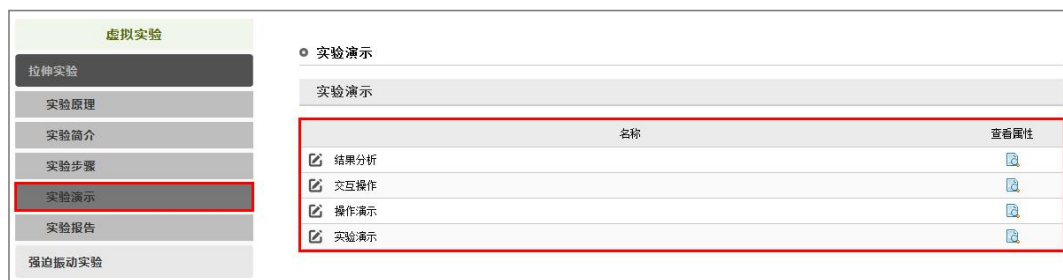 虚拟实验
拉伸实验
实验原理
实验简介
实验步骤
实验演示
实验报告
强迫振动实验
实验演示
实验演示
名称 查看属性
结果分析
交互操作
操作演示
实验演示